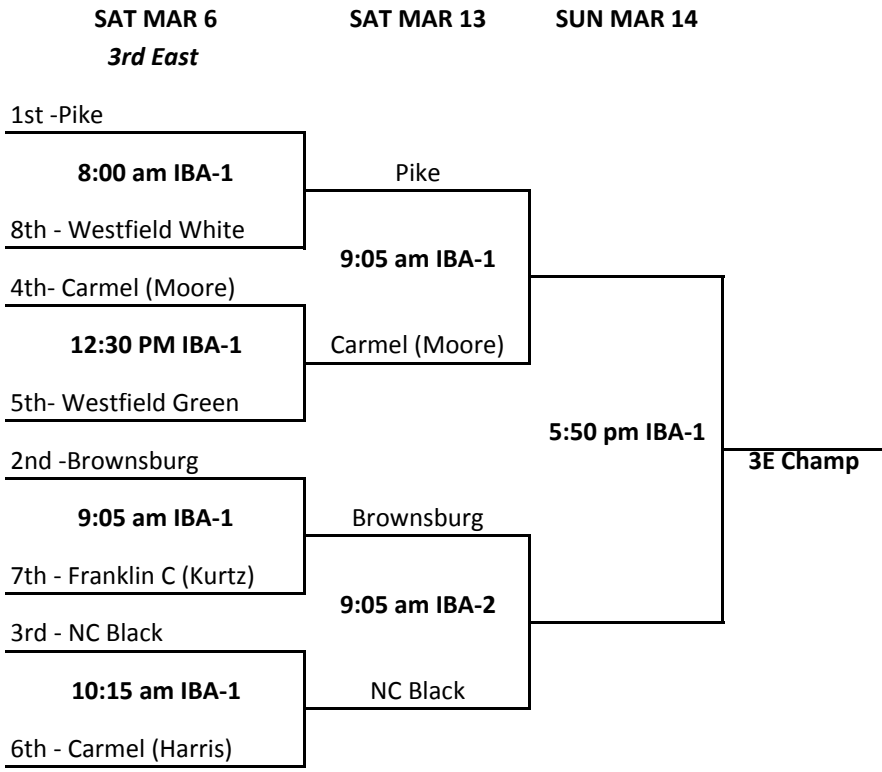 SAT MAR 6 SAT MAR 13 SUN MAR 14
3rd East
1st -Pike
8:00 am IBA-1 Pike
8th - Westfield White
9:05 am IBA-1
4th- Carmel (Moore)
12:30 PM IBA-1 Carmel (Moore)
5th- Westfield Green
5:50 pm IBA-1
2nd -Brownsburg 3E Champ
9:05 am IBA-1 Brownsburg
7th - Franklin C (Kurtz)
9:05 am IBA-2
3rd - NC Black
10:15 am IBA-1 NC Black
6th - Carmel (Harris)